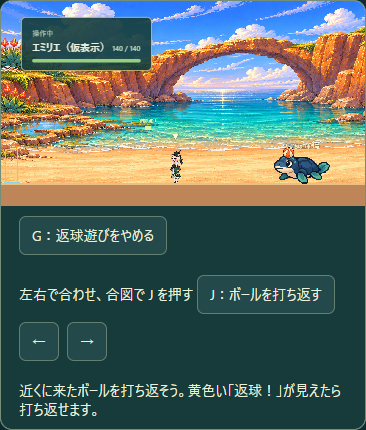 操作中
エミリエ（仮表示） 140 / 140
G：返球遊びをやめる
左右で合わせ、合図で J を押す
J：ボールを打ち返す
← →
近くに来たボールを打ち返そう。黄色い「返球！」が見えたら
打ち返せます。